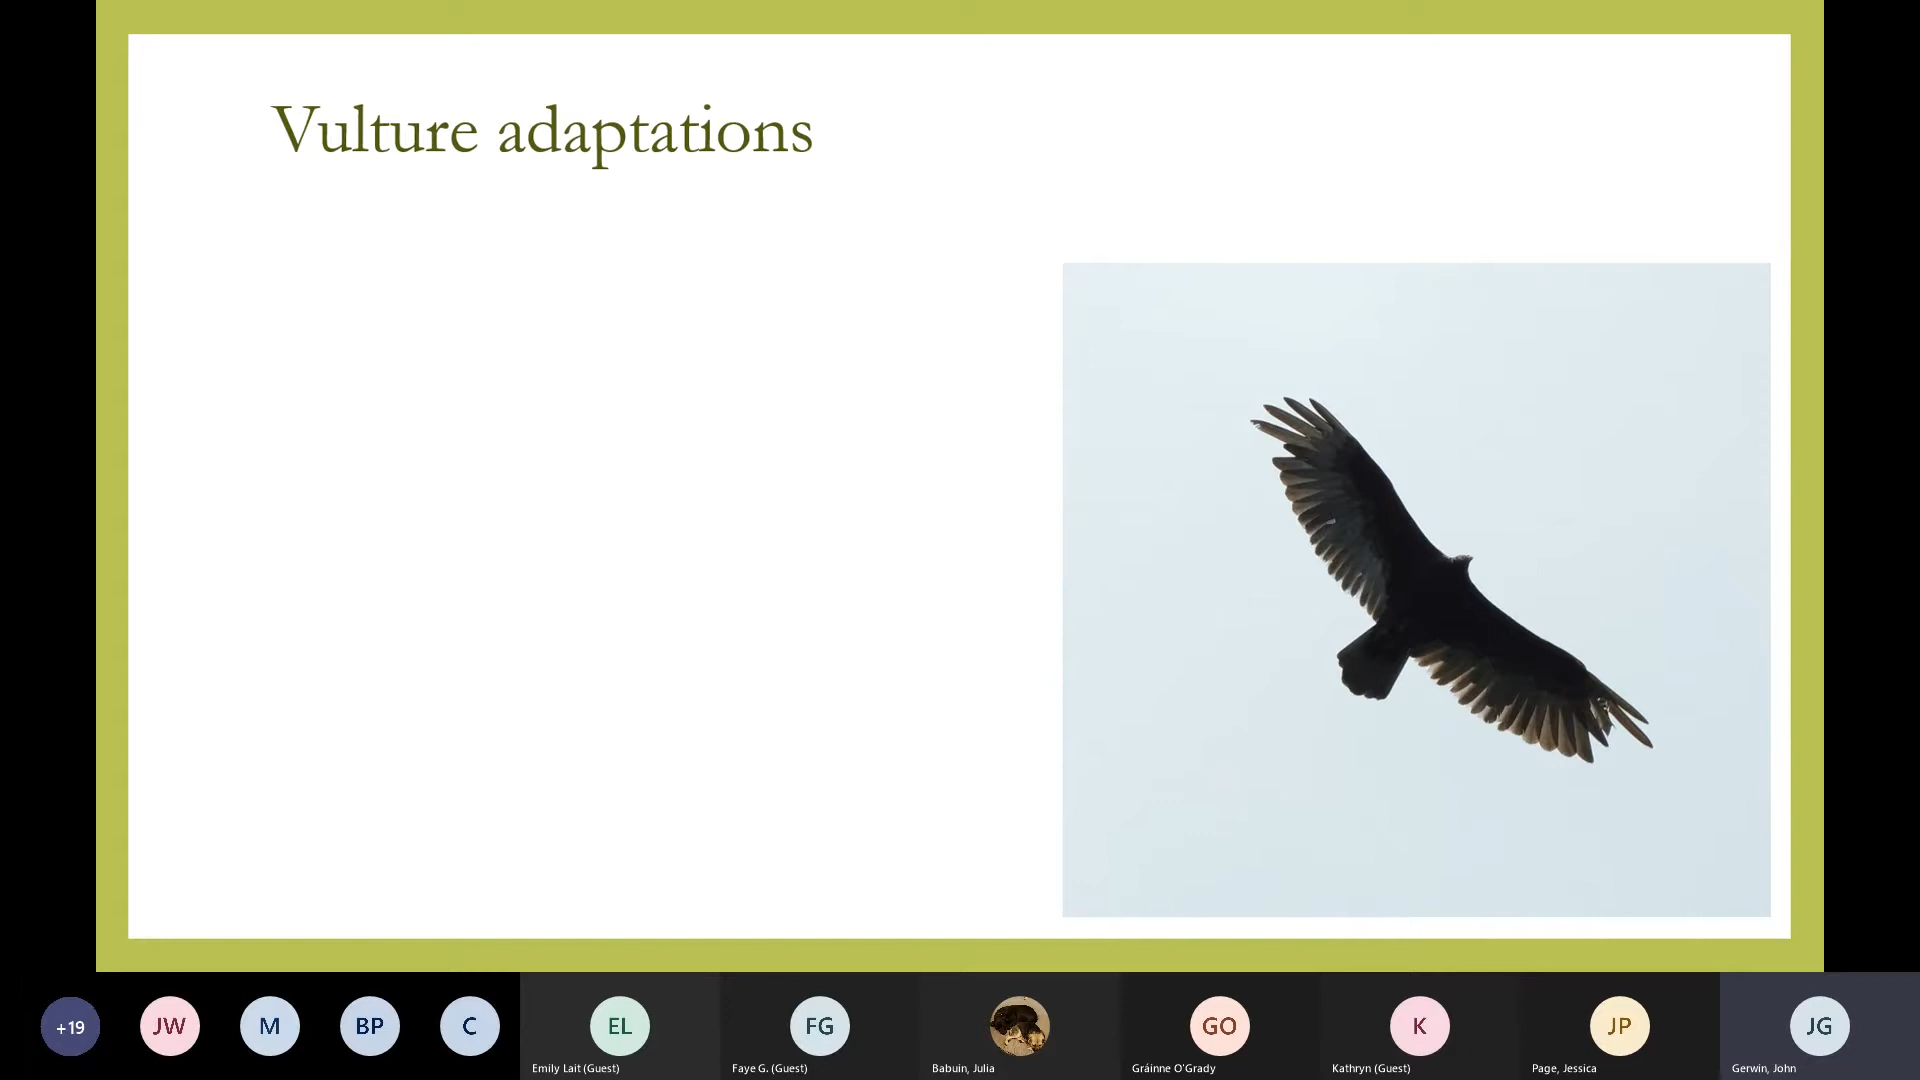 Vulture adaptations
+19
JW
M
BP
C
EL
FG
GO
K
JP
JG
Emily Lait (Guest)
Faye G. (Guest)
Babuin, Julia
Gráinne O'Grady
Kathryn (Guest)
Page, Jessica
Gerwin, John